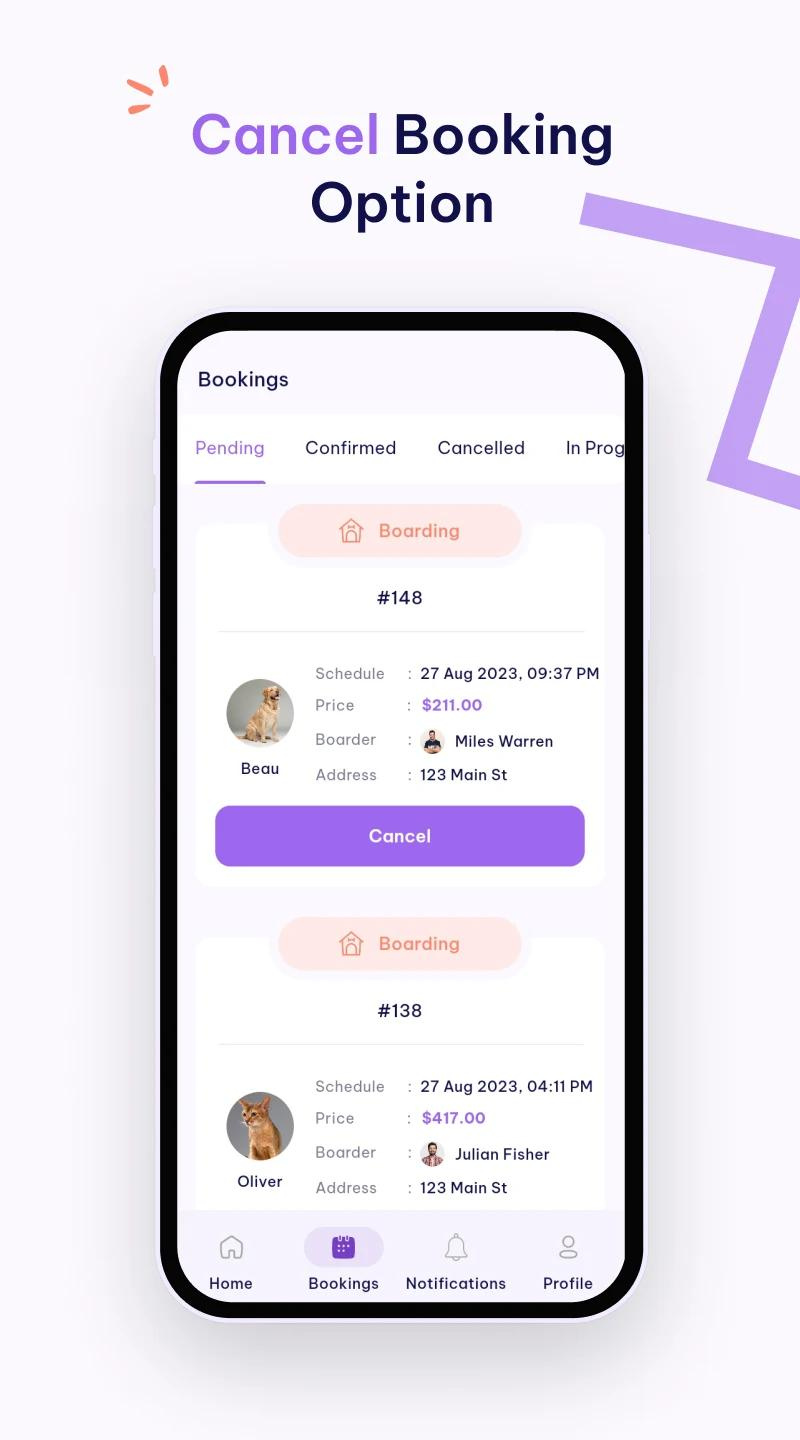 Cancel Booking
Option
Bookings
Pending Confirmed Cancelled In Prog
Boarding
#148
Schedule : 27 Aug 2023, 09:37 PM
Price : $211.00
Boarder : Miles Warren
Beau
Address : 123 Main St
Cancel
Boarding
#138
Schedule : 27 Aug 2023, 04:11 PM
Price : $417.00
Boarder : Julian Fisher
Oliver
Address : 123 Main St
Home Bookings Notifications Profile